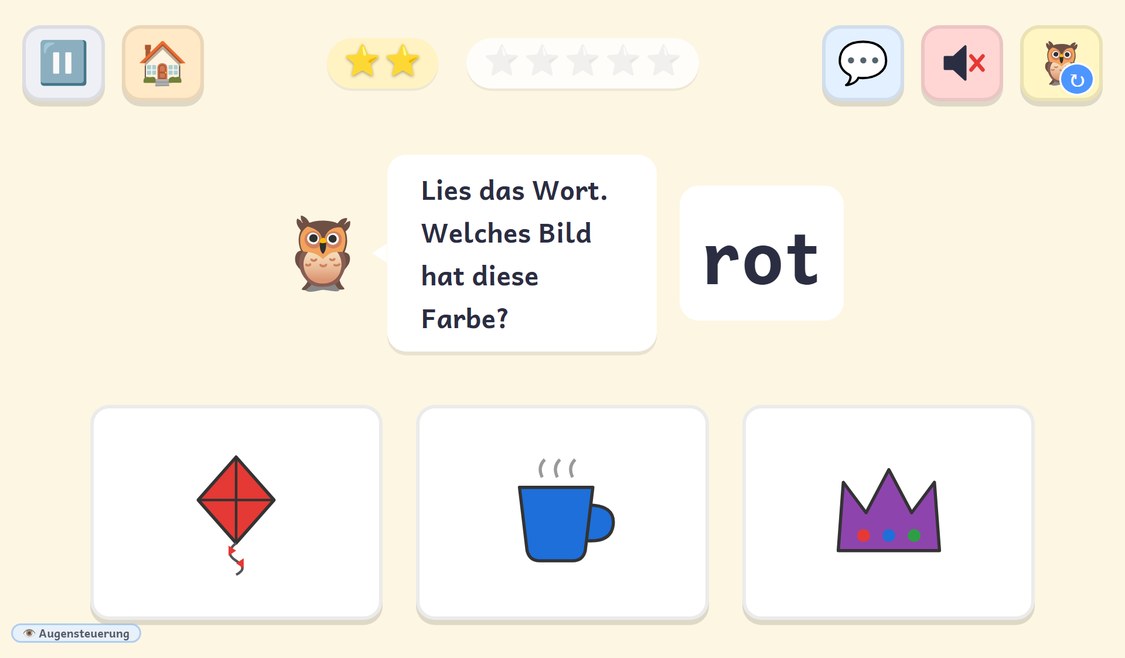 Lies das Wort.
Welches Bild
hat diese
Farbe?
rot
Augensteuerung